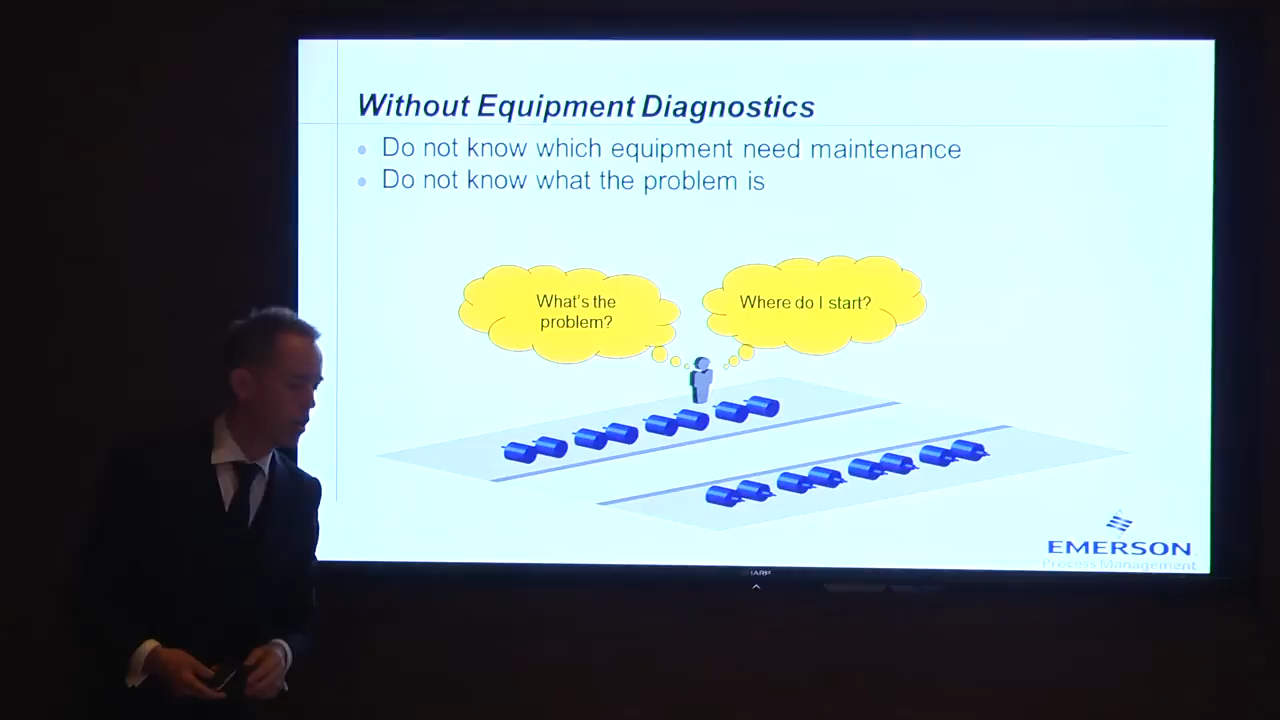 Without Equipment Diagnostics
Do not know which equipment need maintenance
Do not know what the problem is
What's the
problem?
Where do I start?
EMERSON
Process Management
SHARP